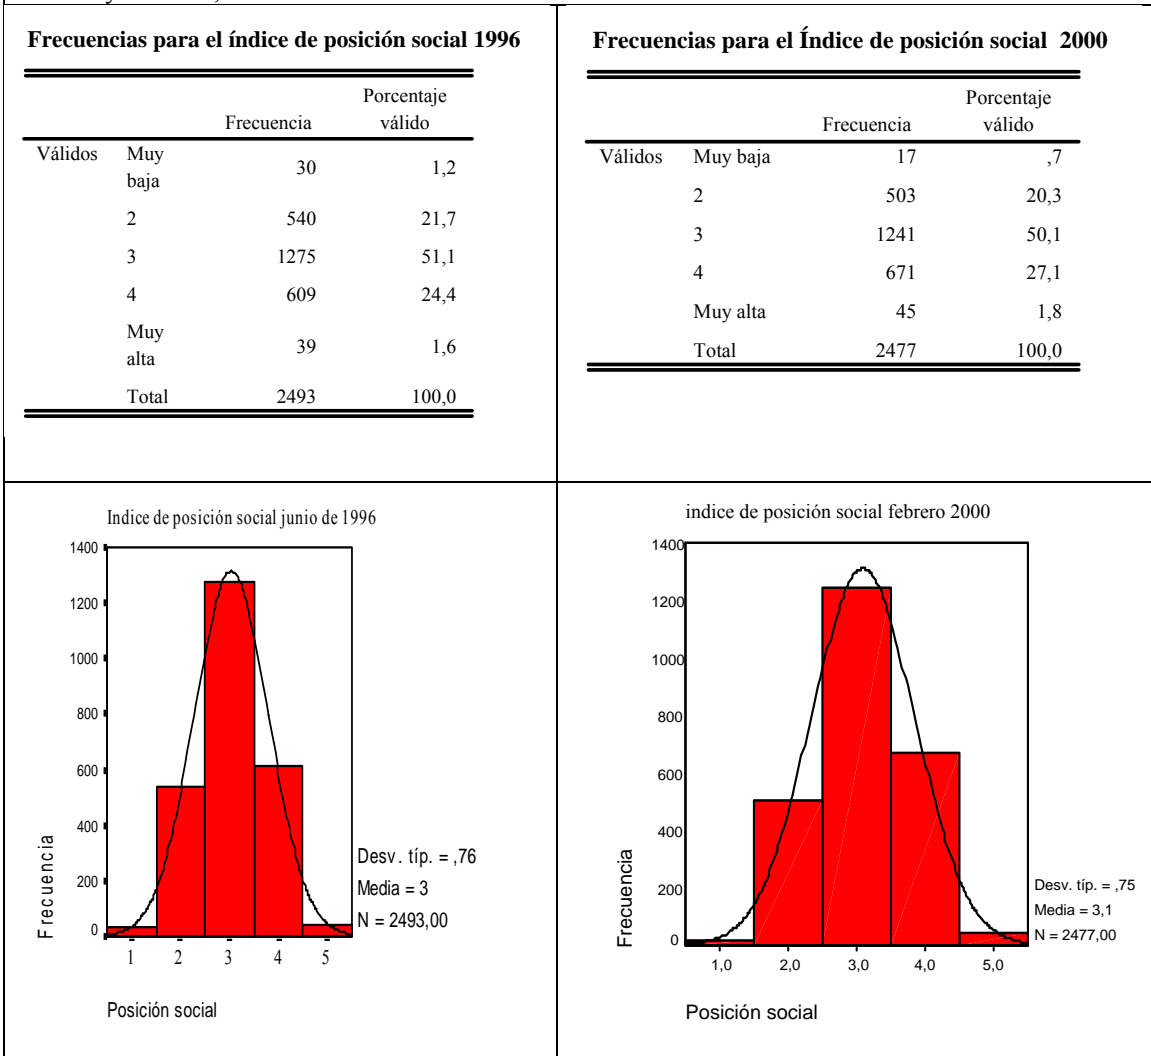 Frecuencias para el índice de posición social 1996
Porcentaje
Frecuencia válido
Válidos Muy
baja 30 1,2
2 540 21,7
3 1275 51,1
4 609 24,4
Muy
alta 39 1,6
Total 2493 100,0
Frecuencias para el Índice de posición social 2000
Porcentaje
Frecuencia válido
Válidos Muy baja 17 ,7
2 503 20,3
3 1241 50,1
4 671 27,1
Muy alta 45 1,8
Total 2477 100,0
Indice de posición social junio de 1996
1400
1200
1000
800
600
400
200
0
Frecuencia
1 2 3 4 5
Posición social
Desv. típ. = ,76
Media = 3
N = 2493,00
indice de posición social febrero 2000
1400
1200
1000
800
600
400
200
0
Frecuencia
1,0 2,0 3,0 4,0 5,0
Posición social
Desv. típ. = ,75
Media = 3,1
N = 2477,00